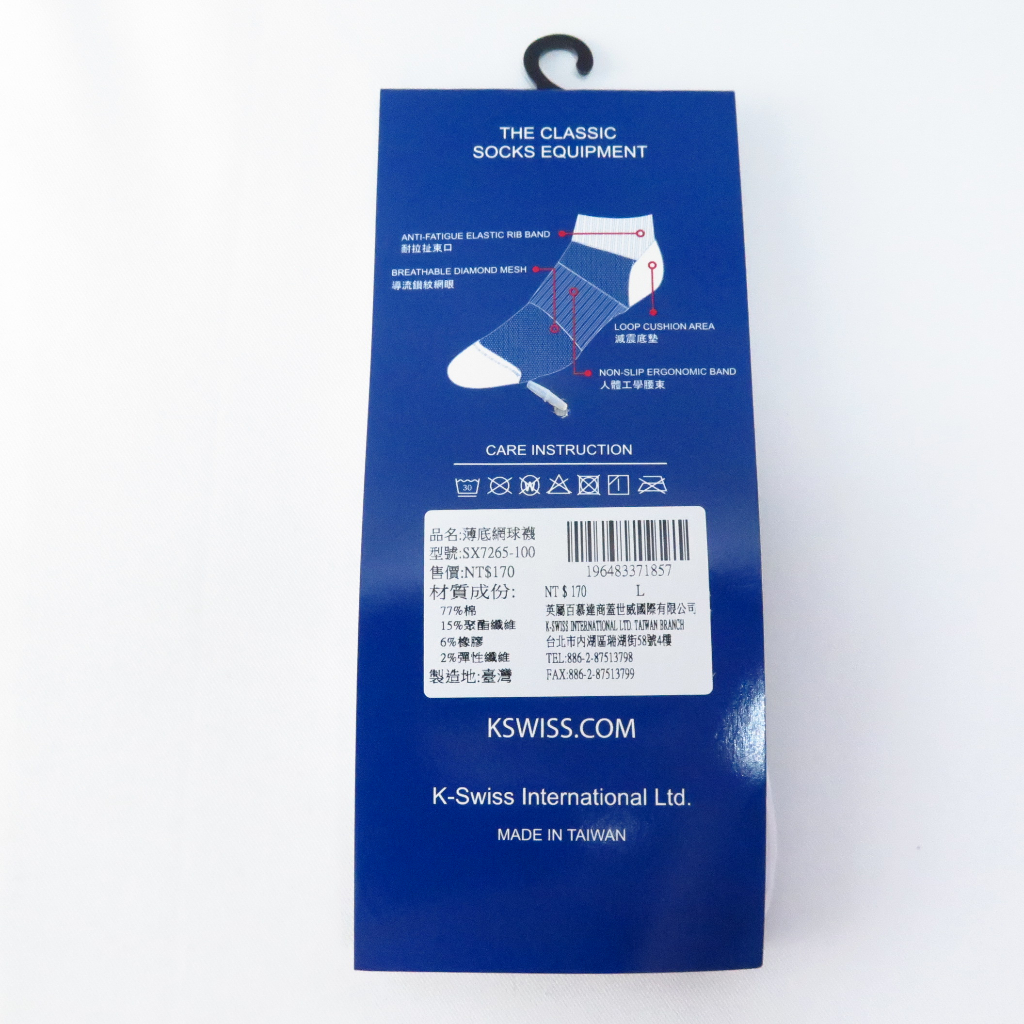 THE CLASSIC
SOCKS EQUIPMENT
ANTI-FATIGUE ELASTIC RIB BAND
耐拉扯束口
BREATHABLE DIAMOND MESH
導流鑽紋網眼
LOOP CUSHION AREA
減震底墊
NON-SLIP ERGONOMIC BAND
人體工學腰束
CARE INSTRUCTION
30
W
品名:薄底網球襪
型號:SX7265-100
售價:NT$170
材質成份:
77%棉
15%聚酯纖維
6%橡膠
2%彈性纖維
製造地:臺灣
196483371857
NT $ 170 L
英屬百慕達商蓋世威國際有限公司
K-SWISS INTERNATIONAL LTD. TAIWAN BRANCH
台北市內湖區瑞湖街58號4樓
TEL:886-2-87513798
FAX:886-2-87513799
KSWISS.COM
K-Swiss International Ltd.
MADE IN TAIWAN